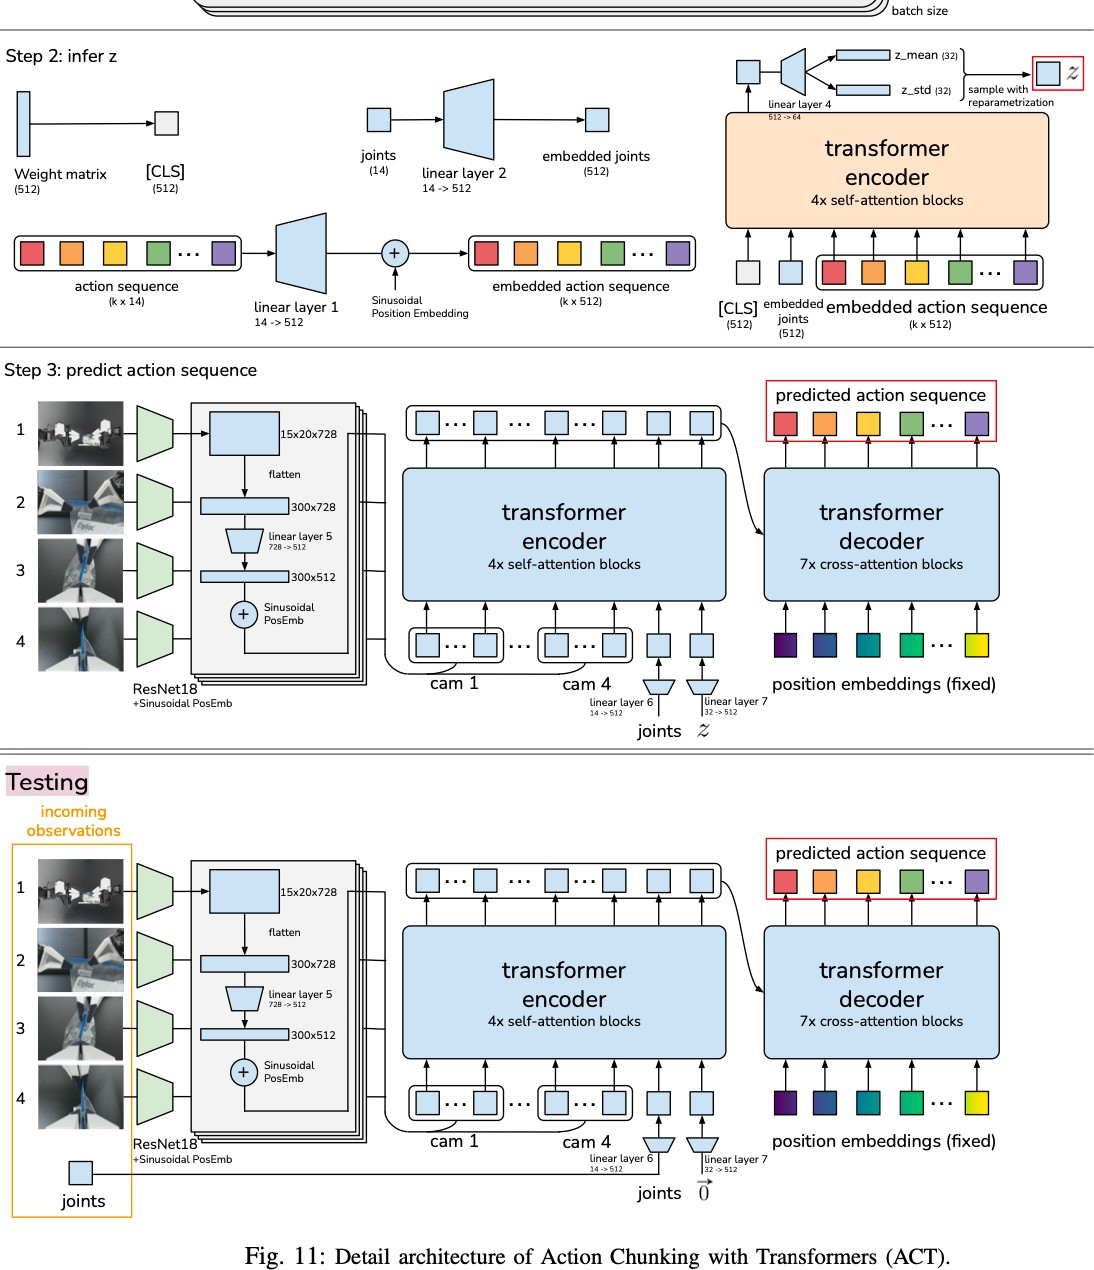 batch size
Step 2: infer z
Weight matrix
(512)
[CLS]
(512)
joints
(14)
linear layer 2
14 -> 512
embedded joints
(512)
action sequence
(k x 14)
linear layer 1
14 -> 512
Sinusoidal
Position Embedding
embedded action sequence
(k x 512)
z_mean (32)
z_std (32)
linear layer 4
512 -> 64
sample with
reparametrization
z
transformer
encoder
4x self-attention blocks
[CLS]
(512)
embedded
joints
(512)
embedded action sequence
(k x 512)
Step 3: predict action sequence
1
2
3
4
ResNet18
+Sinusoidal PosEmb
15x20x728
flatten
300x728
linear layer 5
728 -> 512
300x512
Sinusoidal
PosEmb
transformer
encoder
4x self-attention blocks
cam 1
cam 4
linear layer 6
14 -> 512
joints
linear layer 7
32 -> 512
z
predicted action sequence
transformer
decoder
7x cross-attention blocks
position embeddings (fixed)
Testing
incoming
observations
1
2
3
4
joints
ResNet18
+Sinusoidal PosEmb
15x20x728
flatten
300x728
linear layer 5
728 -> 512
300x512
Sinusoidal
PosEmb
transformer
encoder
4x self-attention blocks
cam 1
cam 4
linear layer 6
14 -> 512
joints
linear layer 7
32 -> 512
0
predicted action sequence
transformer
decoder
7x cross-attention blocks
position embeddings (fixed)
Fig. 11: Detail architecture of Action Chunking with Transformers (ACT).